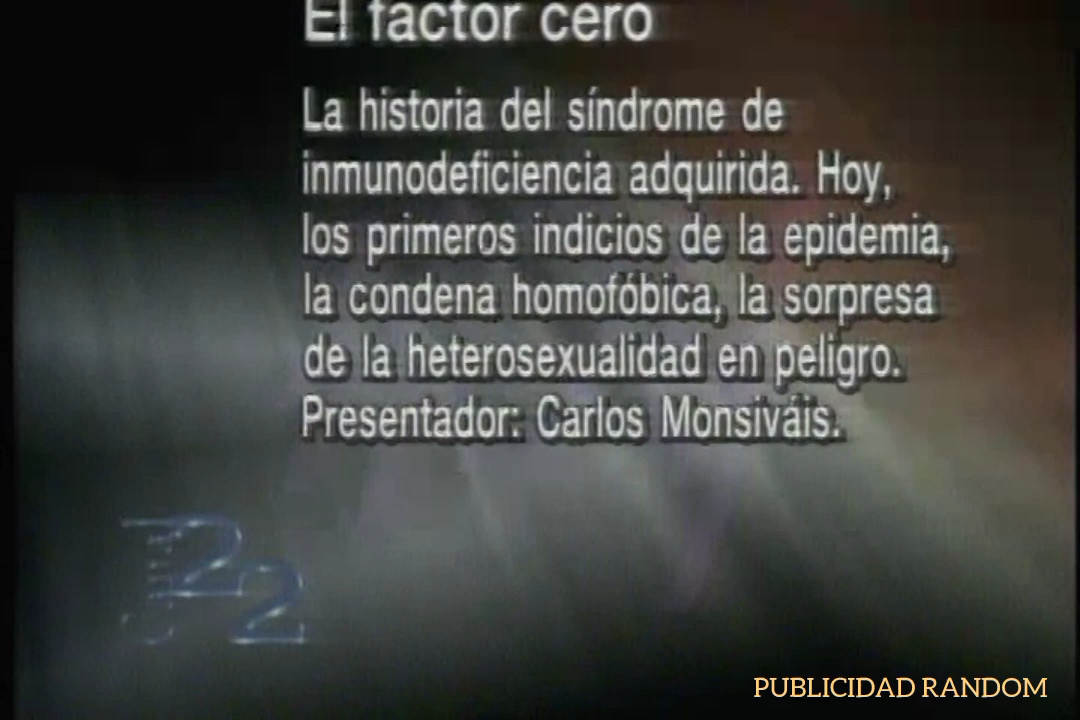 El factor cero
La historia del síndrome de
inmunodeficiencia adquirida. Hoy,
los primeros indicios de la epidemia,
la condena homofóbica, la sorpresa
de la heterosexualidad en peligro.
Presentador: Carlos Monsiváis.
22
PUBLICIDAD RANDOM